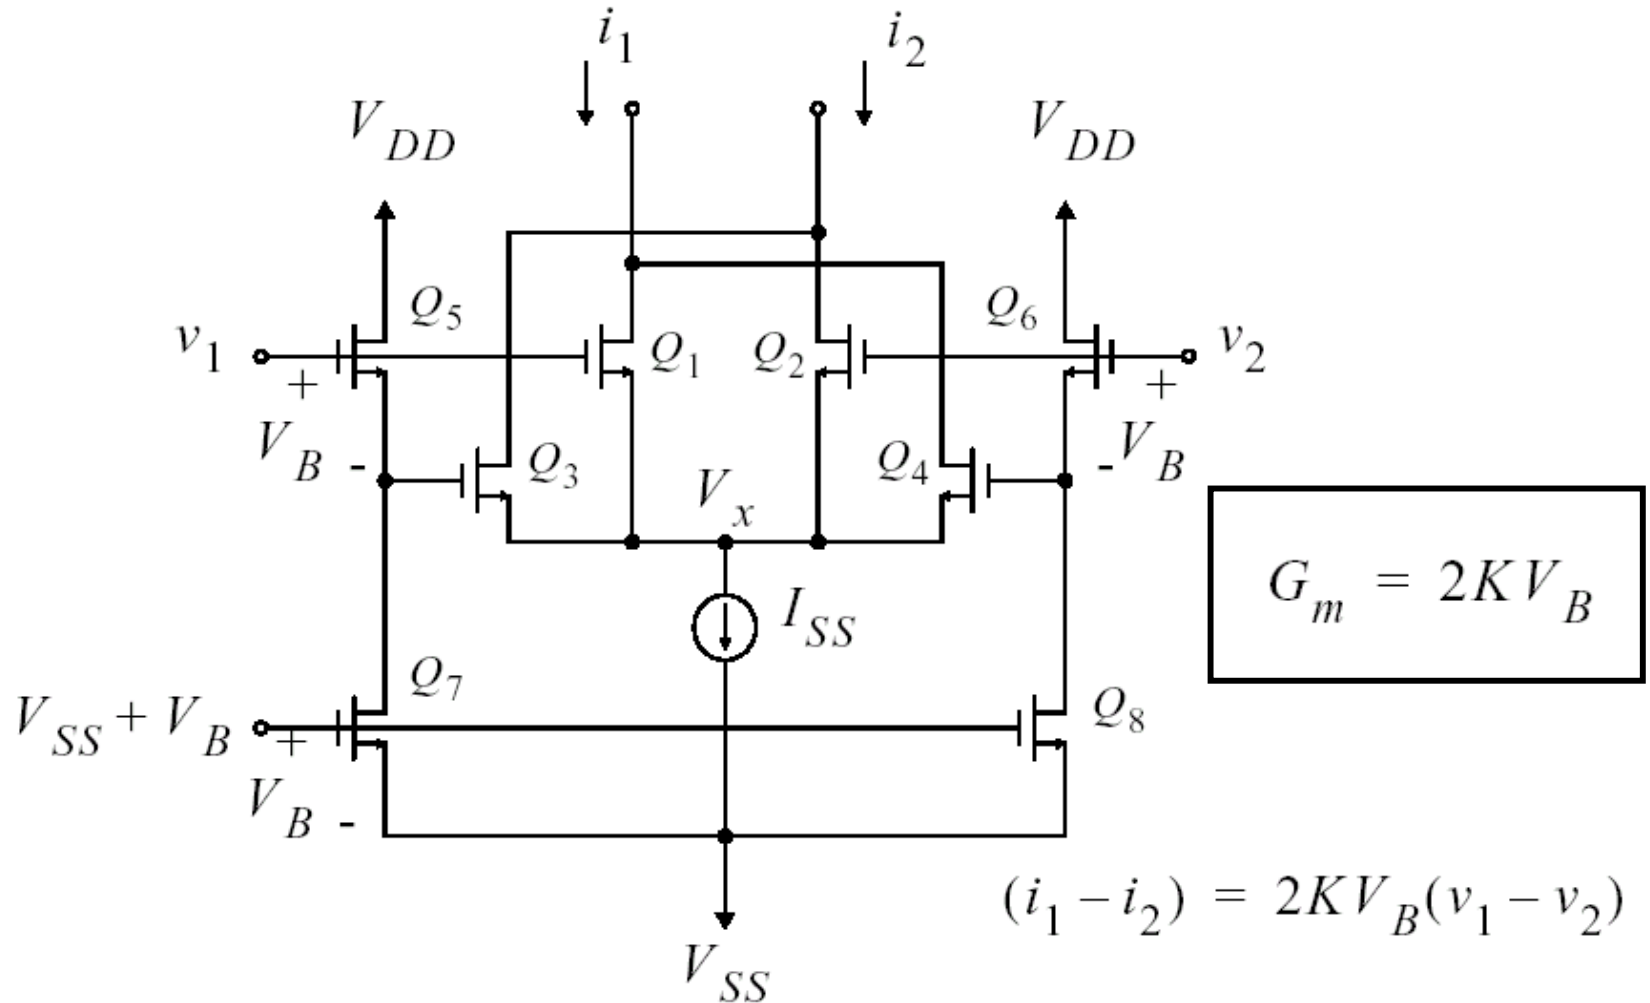 i1
i2
VDD
VDD
Q5
Q6
v1
Q1
Q2
v2
+
+
VB
-
Q3
Q4
-
VB
Vx
Gm = 2KVB
ISS
Q7
VSS + VB
+
Q8
VB
-
(i1 – i2) = 2KVB(v1 – v2)
VSS